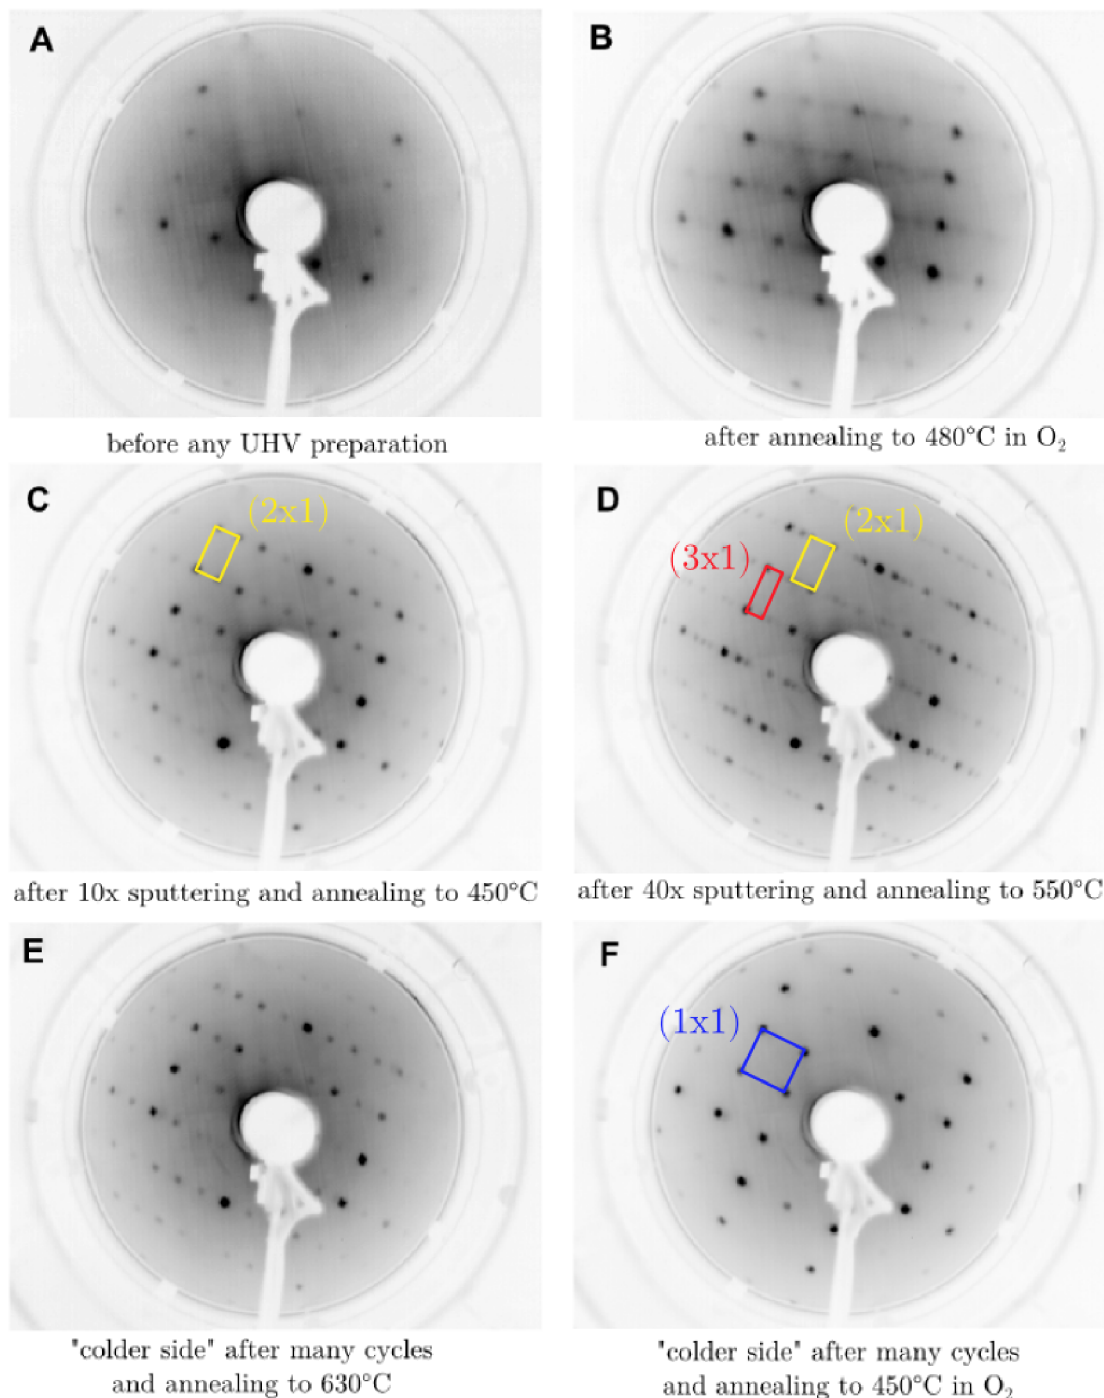 A
B
before any UHV preparation
after annealing to 480°C in O₂
C
(2x1)
D
(2x1)
(3x1)
after 10x sputtering and annealing to 450°C
after 40x sputtering and annealing to 550°C
E
F
(1x1)
"colder side" after many cycles
and annealing to 630°C
"colder side" after many cycles
and annealing to 450°C in O₂